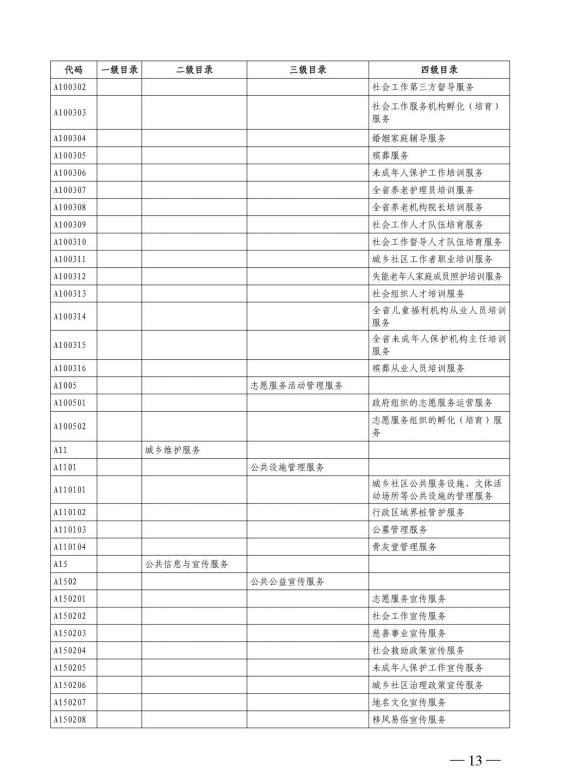 代码 一级目录 二级目录 三级目录 四级目录
A100302 社会工作第三方督导服务
A100303 社会工作服务机构孵化（培育）
服务
A100304 婚姻家庭辅导服务
A100305 殡葬服务
A100306 未成年人保护工作培训服务
A100307 全省养老护理员培训服务
A100308 全省养老机构院长培训服务
A100309 社会工作人才队伍培育服务
A100310 社会工作督导人才队伍培育服务
A100311 城乡社区工作者职业培训服务
A100312 失能老年人家庭成员照护培训服务
A100313 社会组织人才培训服务
A100314 全省儿童福利机构从业人员培训
服务
A100315 全省未成年人保护机构主任培训
服务
A100316 殡葬从业人员培训服务
A1005 志愿服务活动管理服务
A100501 政府组织的志愿服务运营服务
A100502 志愿服务组织的孵化（培育）服
务
A11 城乡维护服务
A1101 公共设施管理服务
A110101 城乡社区公共服务设施、文体活
动场所等公共设施的管理服务
A110102 行政区域界桩管护服务
A110103 公墓管理服务
A110104 骨灰堂管理服务
A15 公共信息与宣传服务
A1502 公共公益宣传服务
A150201 志愿服务宣传服务
A150202 社会工作宣传服务
A150203 慈善事业宣传服务
A150204 社会救助政策宣传服务
A150205 未成年人保护工作宣传服务
A150206 城乡社区治理政策宣传服务
A150207 地名文化宣传服务
A150208 移风易俗宣传服务
— 13 —